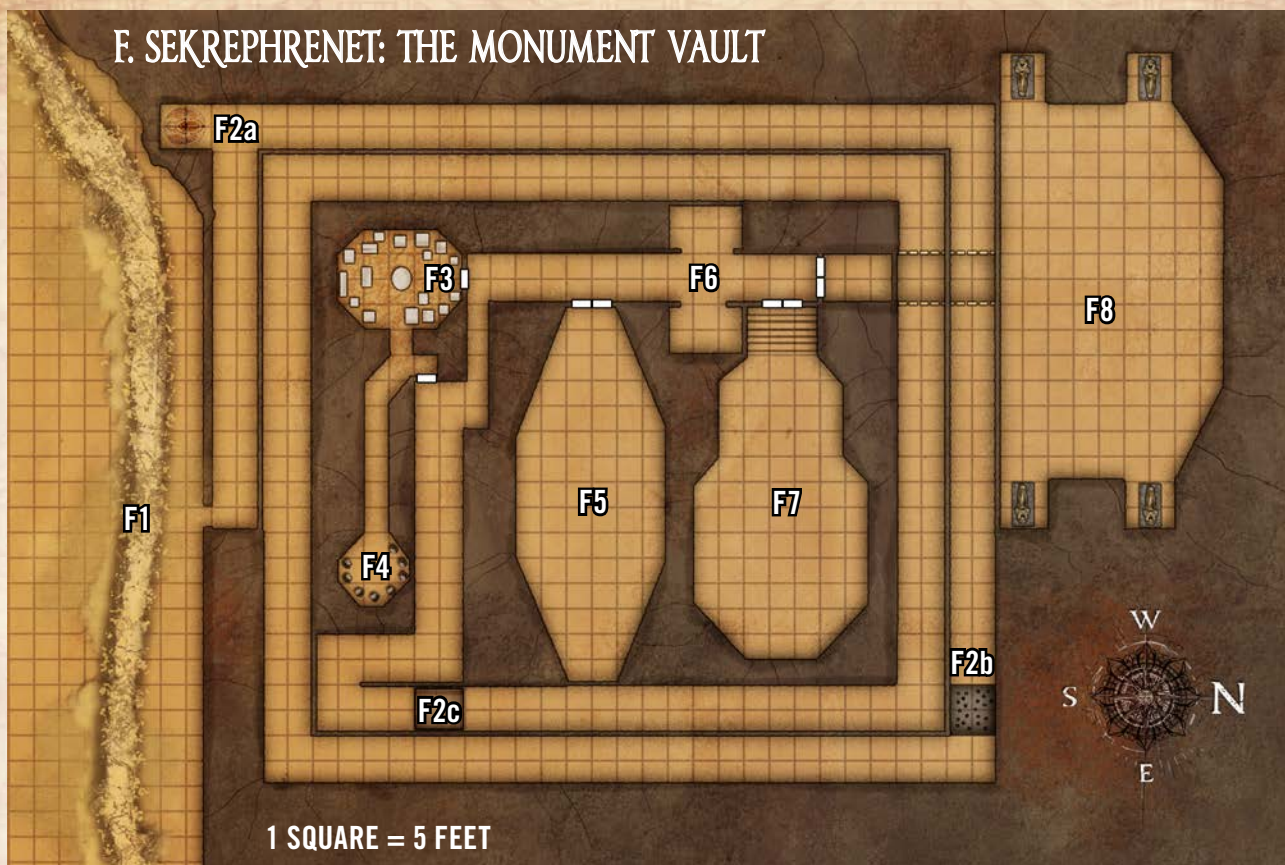 F. SEKREPHRENET: THE MONUMENT VAULT
F2a
F3
F6
F8
F1
F5
F7
F4
F2b
F2c
W
S
N
E
1 SQUARE = 5 FEET